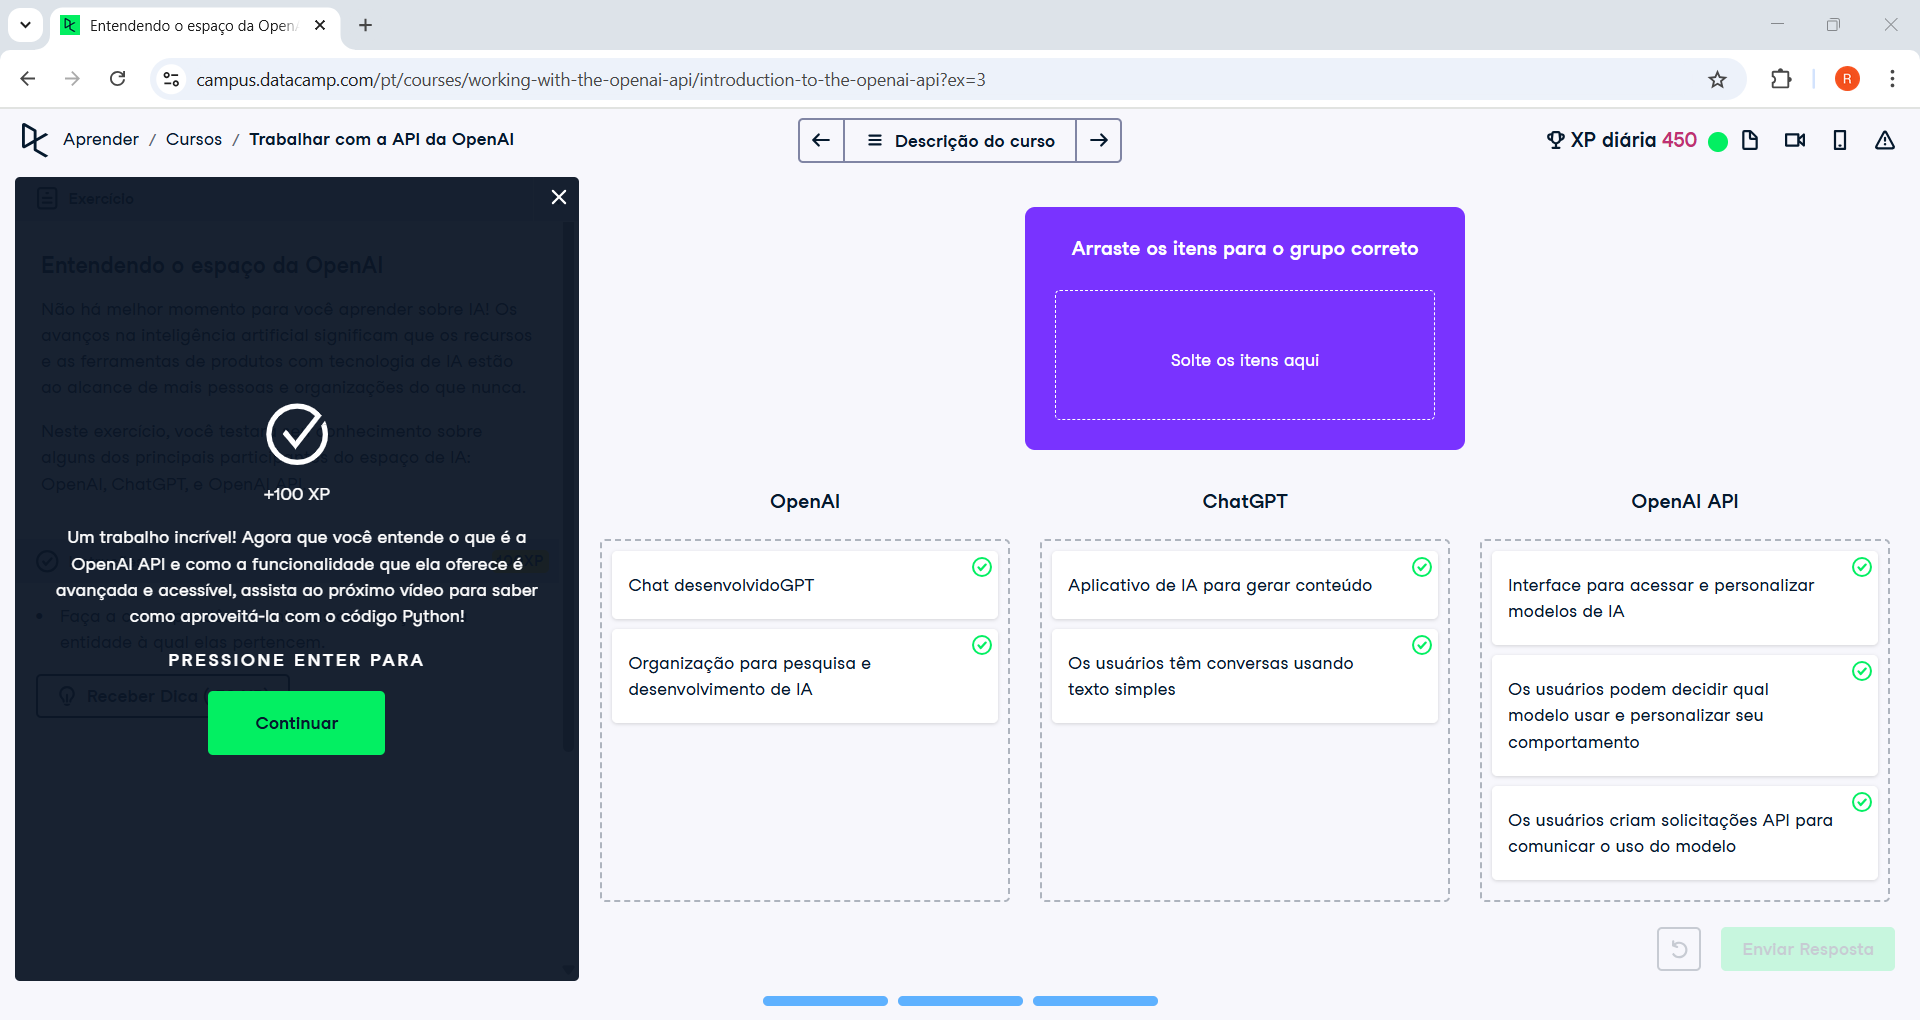 Entendendo o espaço da Open
campus.datacamp.com/pt/courses/working-with-the-openai-api/introduction-to-the-openai-api?ex=3
R
Aprender / Cursos / Trabalhar com a API da OpenAI
Descrição do curso
XP diária 450
Exercício
Entendendo o espaço da OpenAI
Não há melhor momento para você aprender sobre IA! Os
avanços na inteligência artificial significam que os recursos
e as ferramentas de produtos com tecnologia de IA estão
ao alcance de mais pessoas e organizações do que nunca.
Neste exercício, você testa conhecimento sobre
alguns dos principais do espaço de IA:
OpenAI, ChatGPT, e OpenAI API.
+100 XP
Um trabalho incrível! Agora que você entende o que é a
OpenAI API e como a funcionalidade que ela oferece é
avançada e acessível, assista ao próximo vídeo para saber
como aproveitá-la com o código Python!
Faça a
entidade à qual elas pertencem.
PRESSIONE ENTER PARA
Receber Dica
Continuar
Arraste os itens para o grupo correto
Solte os itens aqui
OpenAI
Chat desenvolvidoGPT
Organização para pesquisa e
desenvolvimento de IA
ChatGPT
Aplicativo de IA para gerar conteúdo
Os usuários têm conversas usando
texto simples
OpenAI API
Interface para acessar e personalizar
modelos de IA
Os usuários podem decidir qual
modelo usar e personalizar seu
comportamento
Os usuários criam solicitações API para
comunicar o uso do modelo
Enviar Resposta